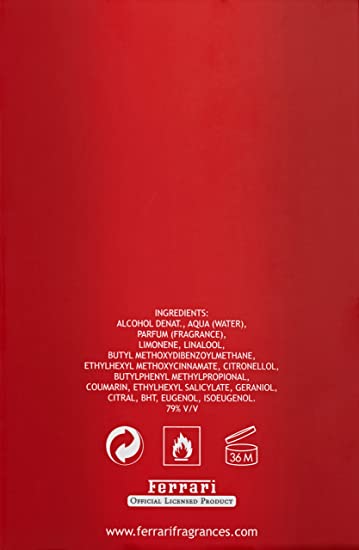 INGREDIENTS:
ALCOHOL DENAT., AQUA (WATER),
PARFUM (FRAGRANCE),
LIMONENE, LINALOOL,
BUTYL METHOXYDIBENZOYLMETHANE,
ETHYLHEXYL METHOXYCINNAMATE, CITRONELLOL,
BUTYLPHENYL METHYLPROPIONAL,
COUMARIN, ETHYLHEXYL SALICYLATE, GERANIOL,
CITRAL, BHT, EUGENOL, ISOEUGENOL.
79% V/V
36 M
Ferrari
OFFICIAL LICENSED PRODUCT
www.ferrarifragrances.com